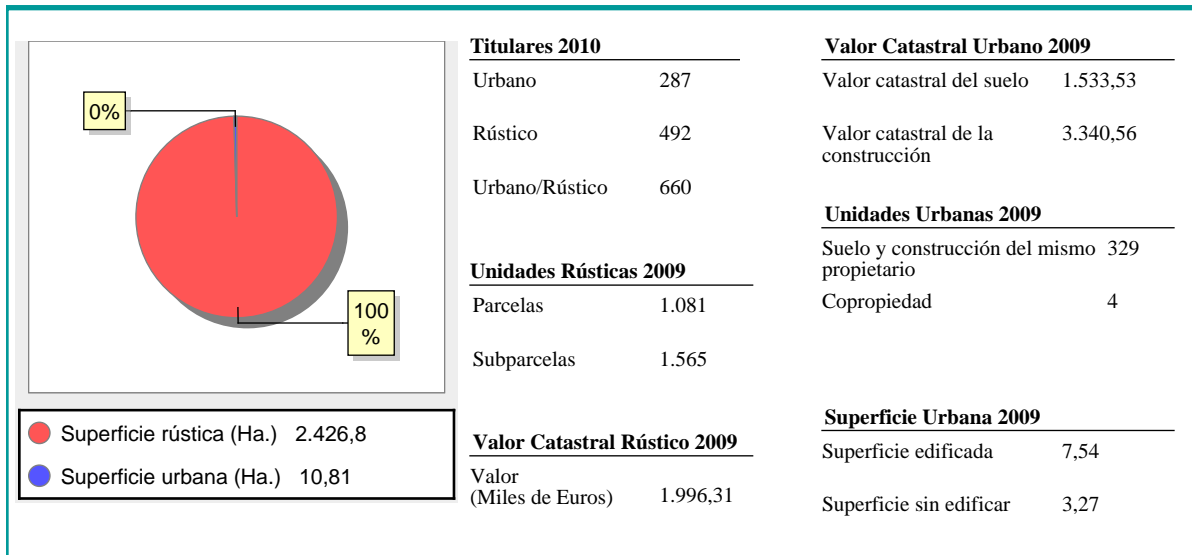 0%
100
%
Superficie rústica (Ha.) 2.426,8
Superficie urbana (Ha.) 10,81
Titulares 2010
Urbano 287
Rústico 492
Urbano/Rústico 660
Unidades Rústicas 2009
Parcelas 1.081
Subparcelas 1.565
Valor Catastral Rústico 2009
Valor
(Miles de Euros) 1.996,31
Valor Catastral Urbano 2009
Valor catastral del suelo 1.533,53
Valor catastral de la 3.340,56
construcción
Unidades Urbanas 2009
Suelo y construcción del mismo 329
propietario
Copropiedad 4
Superficie Urbana 2009
Superficie edificada 7,54
Superficie sin edificar 3,27